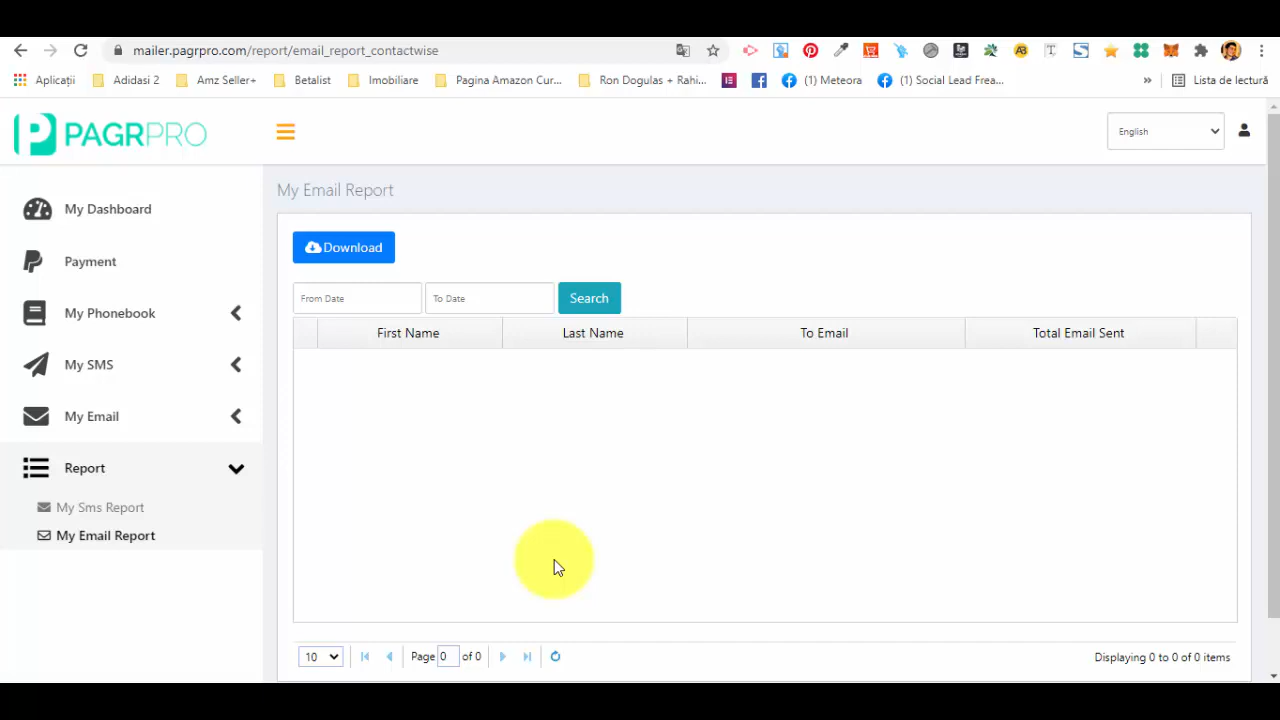 mailer.pagrpro.com/report/email_report_contactwise
Aplicații Adidasi 2 Amz Seller+ Betalist Imobiliare Pagina Amazon Cur... Ron Dogulas + Rahi... (1) Meteora (1) Social Lead Frea... » Lista de lectură
PAGRPRO
English
My Dashboard
Payment
My Phonebook
My SMS
My Email
Report
My Sms Report
My Email Report
My Email Report
Download
From Date To Date Search
First Name Last Name To Email Total Email Sent
10 Page 0 of 0 Displaying 0 to 0 of 0 items